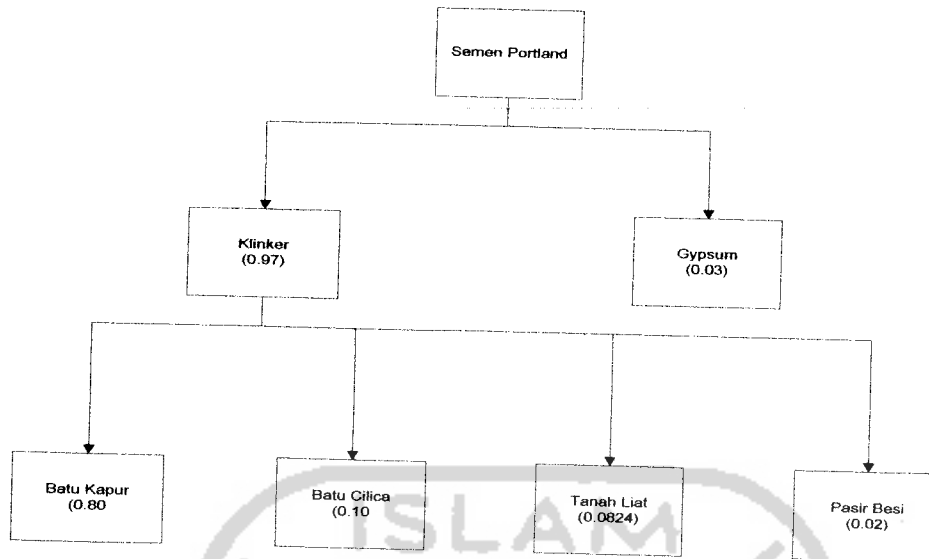 Semen Portland
Klinker
(0.97)
Gypsum
(0.03)
Batu Kapur
(0.80
Batu Cilica
(0.10
Tanah Liat
(0.0824)
Pasir Besi
(0.02)
ISLAM